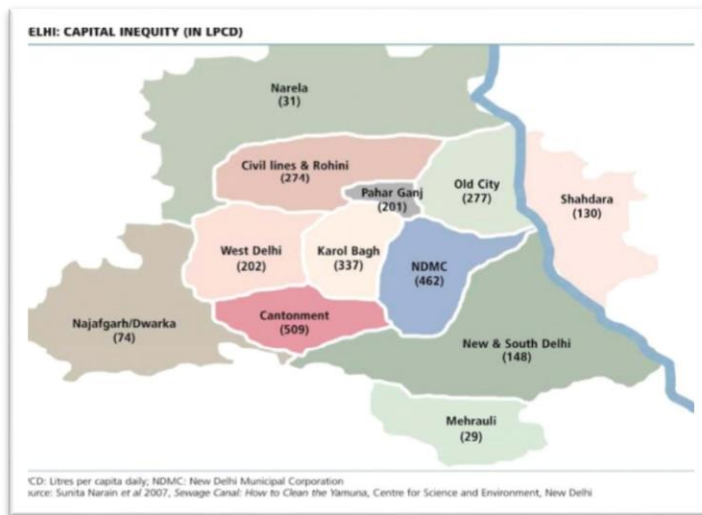 ELHI: CAPITAL INEQUITY (IN LPCD)
Narela
(31)
Civil lines & Rohini
(274)
Pahar Ganj
(201)
Old City
(277)
Shahdara
(130)
West Delhi
(202)
Karol Bagh
(337)
NDMC
(462)
Cantonment
(509)
Najafgarh/Dwarka
(74)
New & South Delhi
(148)
Mehrauli
(29)
PCD: Litres per capita daily; NDMC: New Delhi Municipal Corporation
urce: Sunita Narain et al 2007, Sewage Canal: How to Clean the Yamuna, Centre for Science and Environment, New Delhi